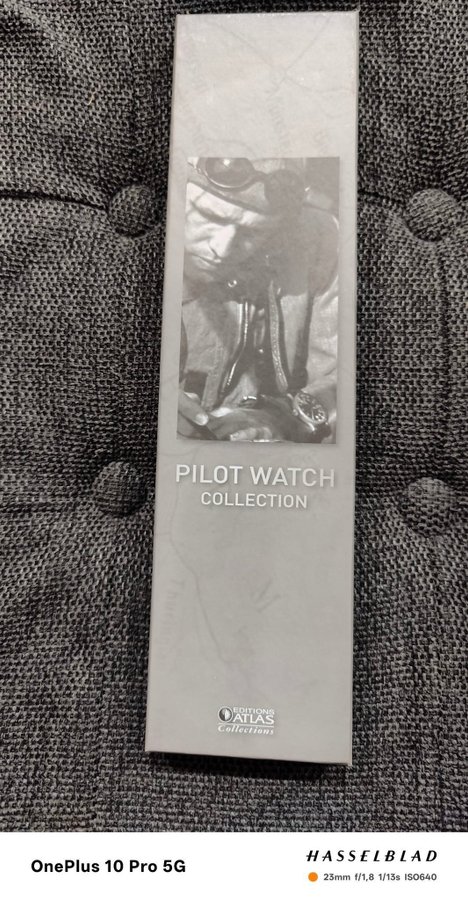 PILOT WATCH
COLLECTION
EDITIONS
ATLAS
Collections
OnePlus 10 Pro 5G
HASSELBLAD
23mm f/1,8 1/13s ISO640